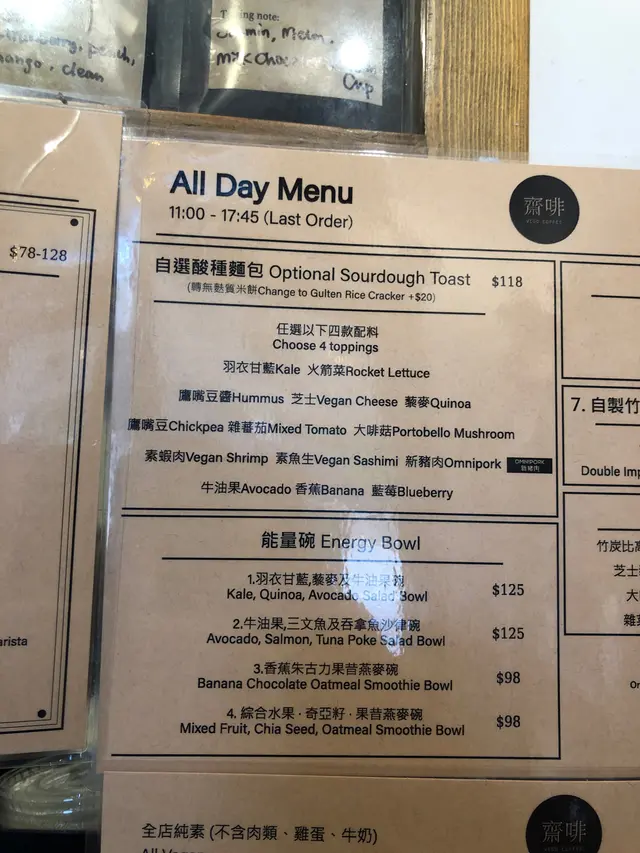 Strawberry, peach,
mango, clean
Tasting note:
Jasmin, Melon,
Milk Choco
Crisp
$78-128
arista
All Day Menu
11:00 - 17:45 (Last Order)
齋啡
自選酸種麵包 Optional Sourdough Toast $118
(轉無麩質米餅Change to Gulten Rice Cracker +$20)
任選以下四款配料
Choose 4 toppings
羽衣甘藍Kale 火箭菜Rocket Lettuce
鷹嘴豆醬Hummus 芝士Vegan Cheese 藜麥Quinoa
鷹嘴豆Chickpea 雜蕃茄Mixed Tomato 大啡菇Portobello Mushroom
素蝦肉Vegan Shrimp 素魚生Vegan Sashimi 新豬肉Omnipork OMNIPORK
牛油果Avocado 香蕉Banana 藍莓Blueberry
能量碗 Energy Bowl
1.羽衣甘藍,藜麥及牛油果碗
Kale, Quinoa, Avocado Salad Bowl $125
2.牛油果,三文魚及吞拿魚沙律碗
Avocado, Salmon, Tuna Poke Salad Bowl $125
3.香蕉朱古力果昔燕麥碗
Banana Chocolate Oatmeal Smoothie Bowl $98
4. 綜合水果 · 奇亞籽 · 果昔燕麥碗
Mixed Fruit, Chia Seed, Oatmeal Smoothie Bowl $98
7. 自製竹
Double Imp
竹炭比高
芝士
大
雜
Or
全店純素 (不含肉類、雞蛋、牛奶)
齋啡